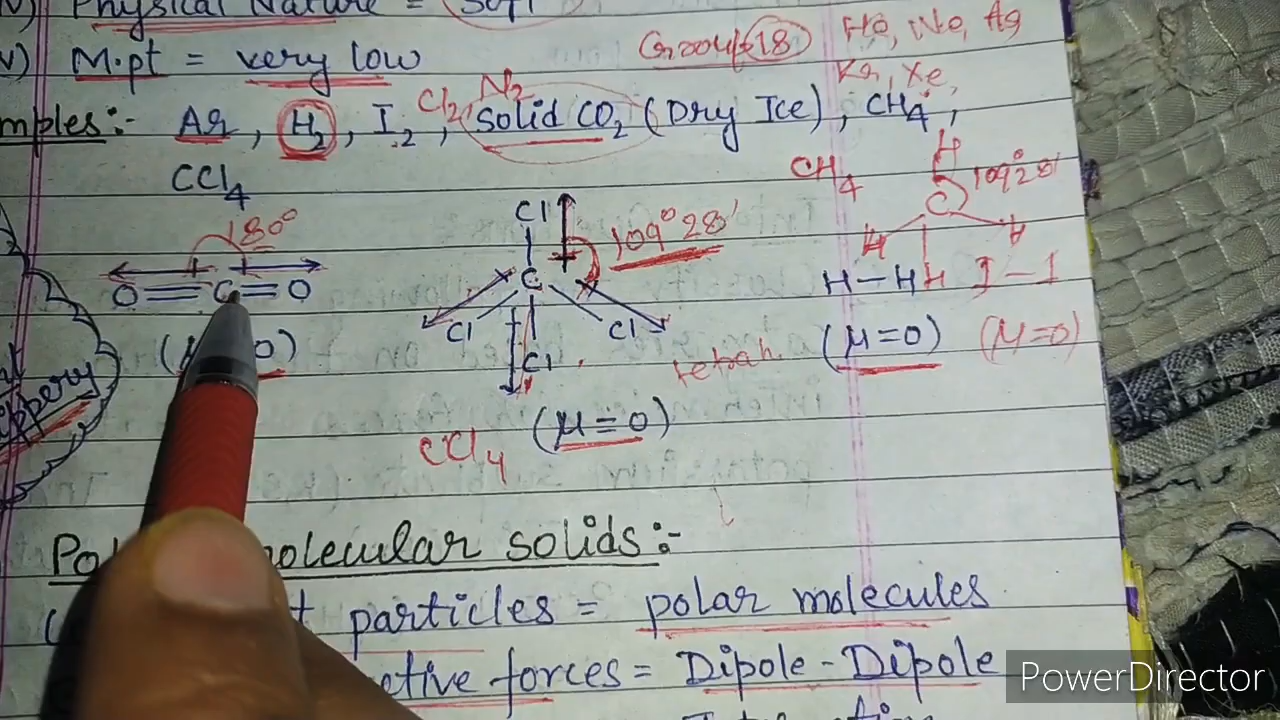 Physical Nature = Soft
v) M.pt = very low
Group 18 He, Ne, Ag
Kr, Xe,
Cl₂, N₂
mples:- Ar, H₂, I₂, Solid CO₂ (Dry Ice), CH₄,
CCl₄
CH₄ H 109°28'
C
H H H
180°
O=C=O
Cl 109°28'
C
Cl Cl
Cl
H-H I-I
tetrah.
(μ=0) (μ=0)
CCl₄ (μ=0)
molecular solids:-
particles = polar molecules
ctive forces = Dipole-Dipole
PowerDirector